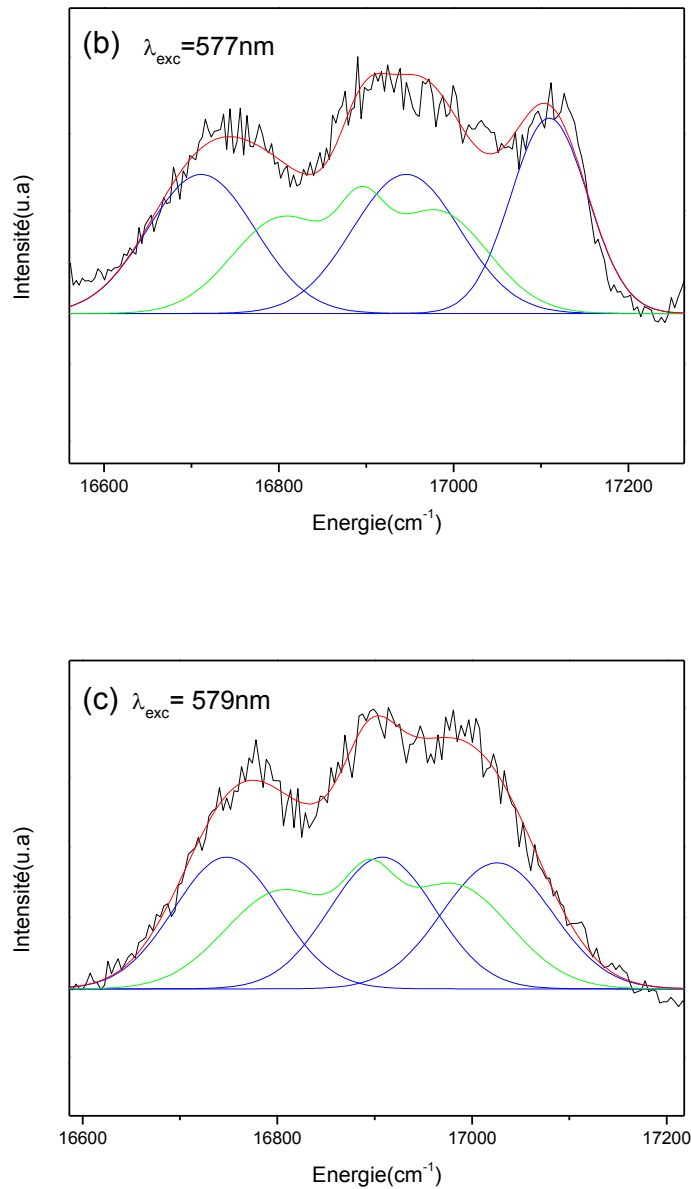 (b) λexc=577nm
Intensité(u.a)
16600 16800 17000 17200
Energie(cm-1)
(c) λexc= 579nm
Intensité(u.a)
16600 16800 17000 17200
Energie(cm-1)